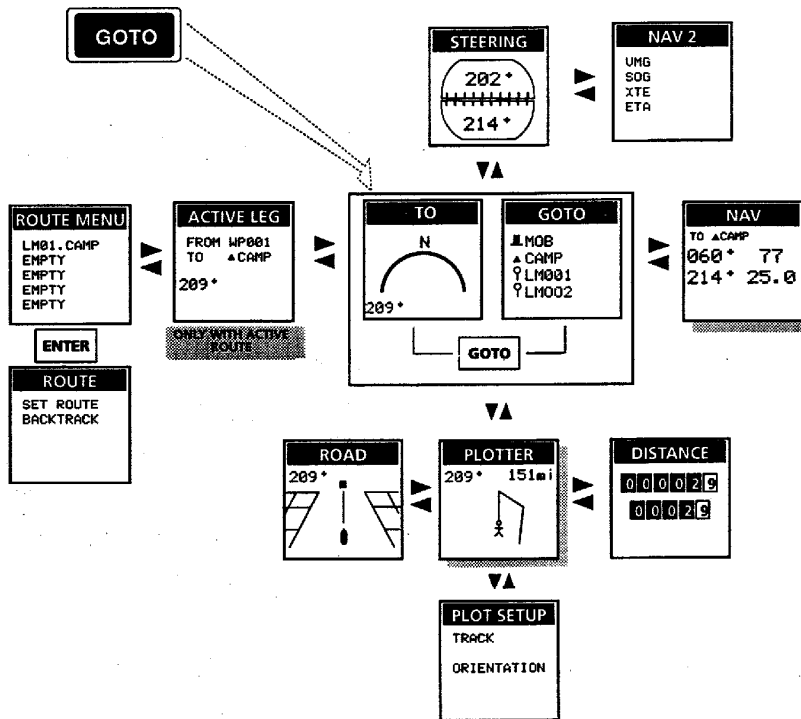 GOTO
STEERING
202°
214°
NAV 2
VMG
SOG
XTE
ETA
ROUTE MENU
LM01.CAMP
EMPTY
EMPTY
EMPTY
EMPTY
ENTER
ROUTE
SET ROUTE
BACKTRACK
ACTIVE LEG
FROM WP001
TO ▲CAMP
209°
ONLY WITH ACTIVE
ROUTE
TO
N
209°
GOTO
MOB
▲CAMP
LM001
LM002
GOTO
NAV
TO ▲CAMP
060° 77
214° 25.0
ROAD
209°
PLOTTER
209° 151mi
DISTANCE
000029
00029
PLOT SETUP
TRACK
ORIENTATION